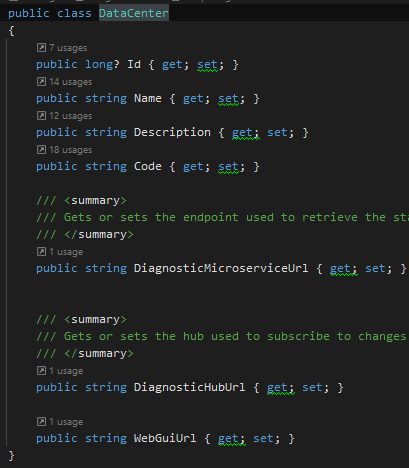 public class DataCenter
{
7 usages
public long? Id { get; set; }
14 usages
public string Name { get; set; }
12 usages
public string Description { get; set; }
18 usages
public string Code { get; set; }
/// <summary>
/// Gets or sets the endpoint used to retrieve the
/// </summary>
1 usage
public string DiagnosticMicroserviceUrl { get; set; }
/// <summary>
/// Gets or sets the hub used to subscribe to changes
/// </summary>
1 usage
public string DiagnosticHubUrl { get; set; }
1 usage
public string WebGuiUrl { get; set; }
}